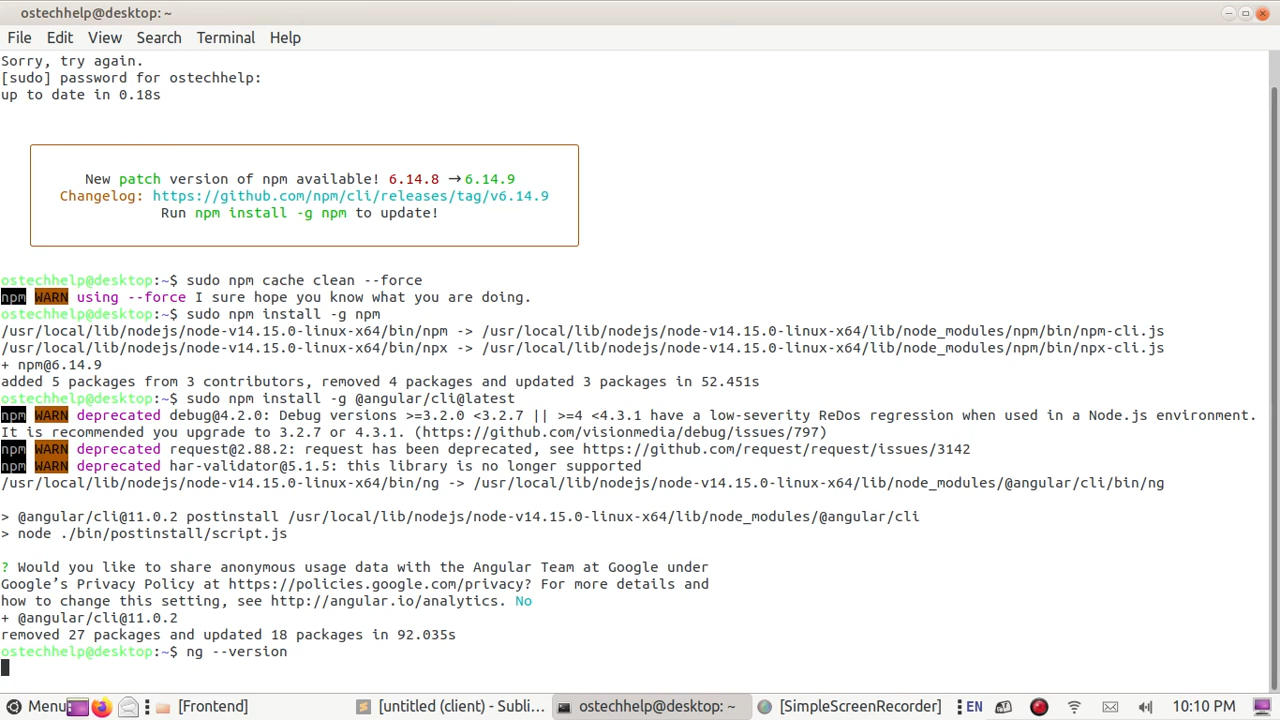 ostechhelp@desktop: ~
File Edit View Search Terminal Help
Sorry, try again.
[sudo] password for ostechhelp:
up to date in 0.18s
New patch version of npm available! 6.14.8 → 6.14.9
Changelog: https://github.com/npm/cli/releases/tag/v6.14.9
Run npm install -g npm to update!
ostechhelp@desktop:~$ sudo npm cache clean --force
npm WARN using --force I sure hope you know what you are doing.
ostechhelp@desktop:~$ sudo npm install -g npm
/usr/local/lib/nodejs/node-v14.15.0-linux-x64/bin/npm -> /usr/local/lib/nodejs/node-v14.15.0-linux-x64/lib/node_modules/npm/bin/npm-cli.js
/usr/local/lib/nodejs/node-v14.15.0-linux-x64/bin/npx -> /usr/local/lib/nodejs/node-v14.15.0-linux-x64/lib/node_modules/npm/bin/npx-cli.js
+ npm@6.14.9
added 5 packages from 3 contributors, removed 4 packages and updated 3 packages in 52.451s
ostechhelp@desktop:~$ sudo npm install -g @angular/cli@latest
npm WARN deprecated debug@4.2.0: Debug versions >=3.2.0 <3.2.7 || >=4 <4.3.1 have a low-severity ReDos regression when used in a Node.js environment.
It is recommended you upgrade to 3.2.7 or 4.3.1. (https://github.com/visionmedia/debug/issues/797)
npm WARN deprecated request@2.88.2: request has been deprecated, see https://github.com/request/request/issues/3142
npm WARN deprecated har-validator@5.1.5: this library is no longer supported
/usr/local/lib/nodejs/node-v14.15.0-linux-x64/bin/ng -> /usr/local/lib/nodejs/node-v14.15.0-linux-x64/lib/node_modules/@angular/cli/bin/ng
> @angular/cli@11.0.2 postinstall /usr/local/lib/nodejs/node-v14.15.0-linux-x64/lib/node_modules/@angular/cli
> node ./bin/postinstall/script.js
? Would you like to share anonymous usage data with the Angular Team at Google under
Google’s Privacy Policy at https://policies.google.com/privacy? For more details and
how to change this setting, see http://angular.io/analytics. No
+ @angular/cli@11.0.2
removed 27 packages and updated 18 packages in 92.035s
ostechhelp@desktop:~$ ng --version
Menu [Frontend] [untitled (client) - Subli... ostechhelp@desktop: ~ [SimpleScreenRecorder] EN 10:10 PM